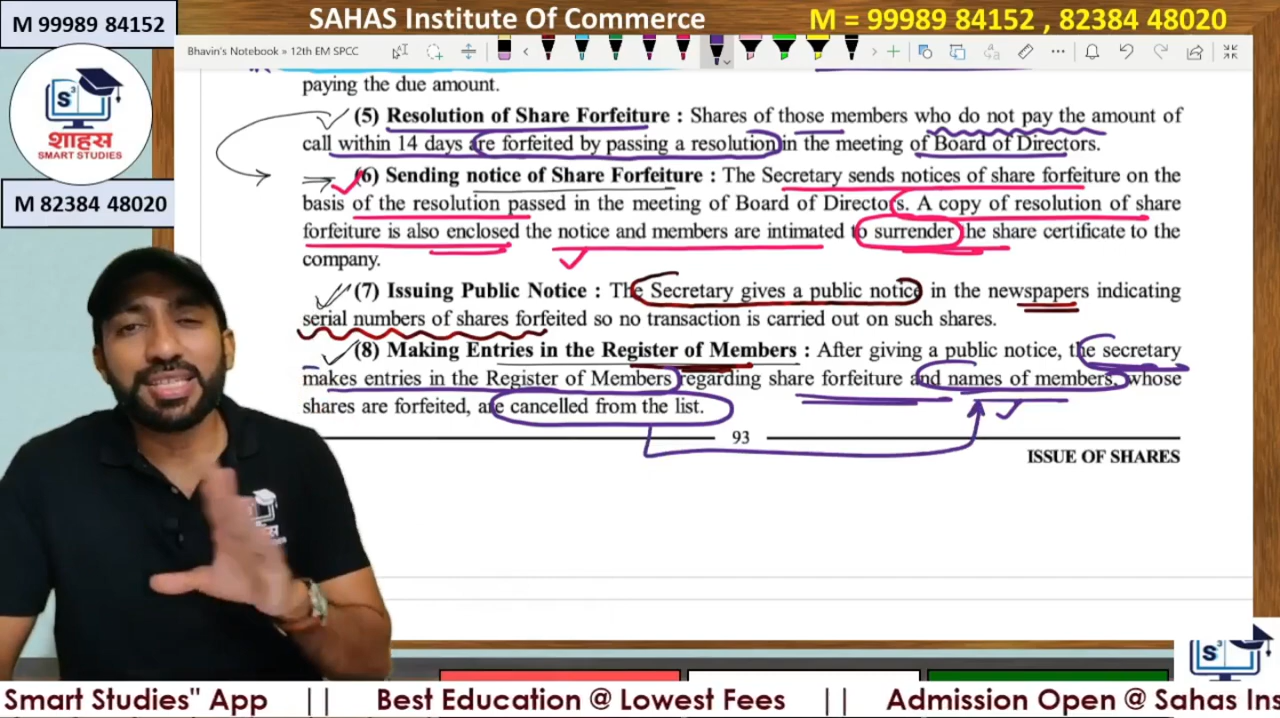 M 99989 84152
SAHAS Institute Of Commerce
M = 99989 84152 , 82384 48020
Bhavin's Notebook » 12th EM SPCC
S³
शाहस
SMART STUDIES
M 82384 48020
paying the due amount.
(5) Resolution of Share Forfeiture : Shares of those members who do not pay the amount of
call within 14 days are forfeited by passing a resolution in the meeting of Board of Directors.
(6) Sending notice of Share Forfeiture : The Secretary sends notices of share forfeiture on the
basis of the resolution passed in the meeting of Board of Directors. A copy of resolution of share
forfeiture is also enclosed the notice and members are intimated to surrender the share certificate to the
company.
(7) Issuing Public Notice : The Secretary gives a public notice in the newspapers indicating
serial numbers of shares forfeited so no transaction is carried out on such shares.
(8) Making Entries in the Register of Members : After giving a public notice, the secretary
makes entries in the Register of Members regarding share forfeiture and names of members, whose
shares are forfeited, are cancelled from the list.
93
ISSUE OF SHARES
Smart Studies" App || Best Education @ Lowest Fees || Admission Open @ Sahas Ins